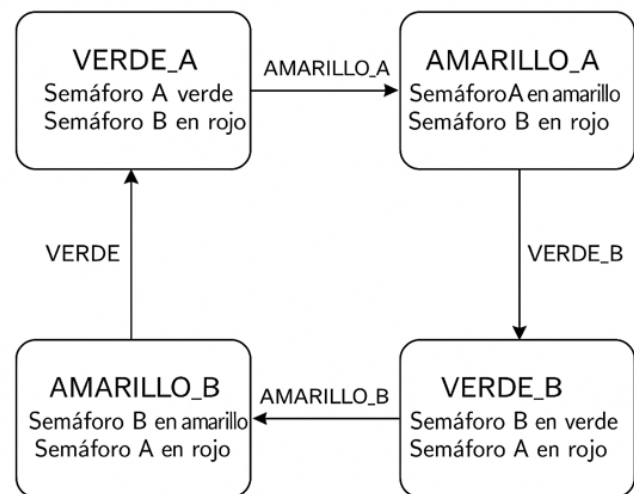 VERDE_A
Semáforo A verde
Semáforo B en rojo
AMARILLO_A
AMARILLO_A
Semáforo A en amarillo
Semáforo B en rojo
VERDE
VERDE_B
AMARILLO_B
Semáforo B en amarillo
Semáforo A en rojo
AMARILLO_B
VERDE_B
Semáforo B en verde
Semáforo A en rojo